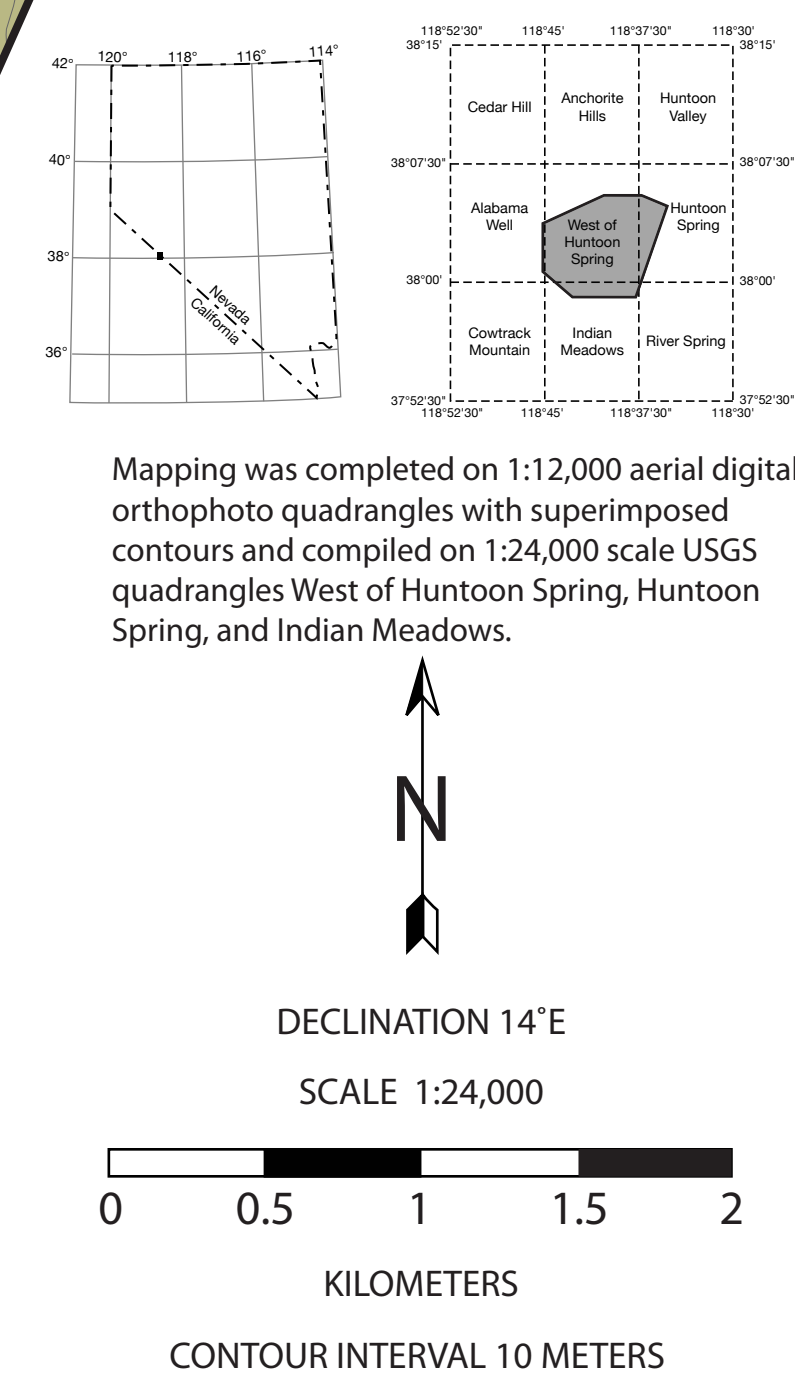 120° 118° 116° 114°
42°
40°
38°
36°
Nevada
California
118°52'30" 118°45' 118°37'30" 118°30'
38°15' 38°15'
Cedar Hill
Anchorite
Hills
Huntoon
Valley
38°07'30" 38°07'30"
Alabama
Well
West of
Huntoon
Spring
Huntoon
Spring
38°00' 38°00'
Cowtrack
Mountain
Indian
Meadows
River Spring
37°52'30" 37°52'30"
118°52'30" 118°45' 118°37'30" 118°30'
Mapping was completed on 1:12,000 aerial digital
orthophoto quadrangles with superimposed
contours and compiled on 1:24,000 scale USGS
quadrangles West of Huntoon Spring, Huntoon
Spring, and Indian Meadows.
N
DECLINATION 14°E
SCALE 1:24,000
0 0.5 1 1.5 2
KILOMETERS
CONTOUR INTERVAL 10 METERS